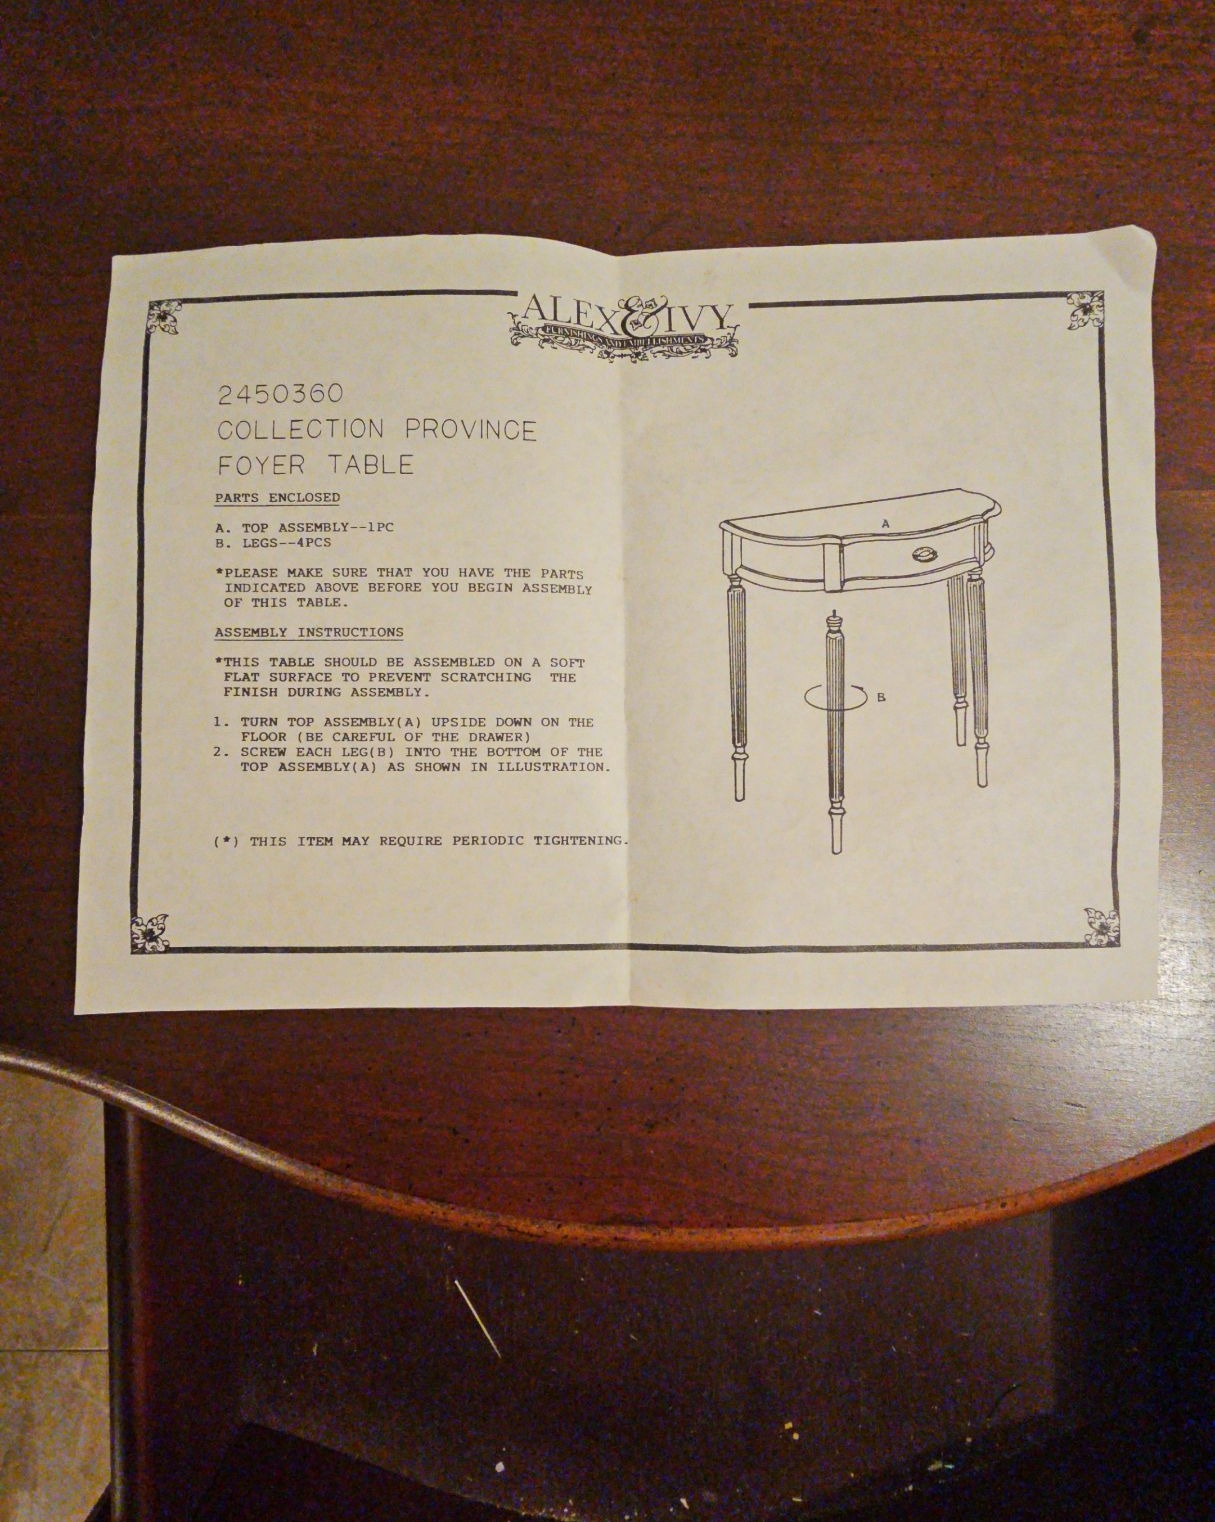 ALEX & IVY
FURNISHINGS AND EMBELLISHMENTS
2450360
COLLECTION PROVINCE
FOYER TABLE
PARTS ENCLOSED
A. TOP ASSEMBLY--1PC
B. LEGS--4PCS
*PLEASE MAKE SURE THAT YOU HAVE THE PARTS
INDICATED ABOVE BEFORE YOU BEGIN ASSEMBLY
OF THIS TABLE.
ASSEMBLY INSTRUCTIONS
*THIS TABLE SHOULD BE ASSEMBLED ON A SOFT
FLAT SURFACE TO PREVENT SCRATCHING THE
FINISH DURING ASSEMBLY.
1. TURN TOP ASSEMBLY(A) UPSIDE DOWN ON THE
FLOOR (BE CAREFUL OF THE DRAWER)
2. SCREW EACH LEG(B) INTO THE BOTTOM OF THE
TOP ASSEMBLY(A) AS SHOWN IN ILLUSTRATION.
(*) THIS ITEM MAY REQUIRE PERIODIC TIGHTENING.
A
B